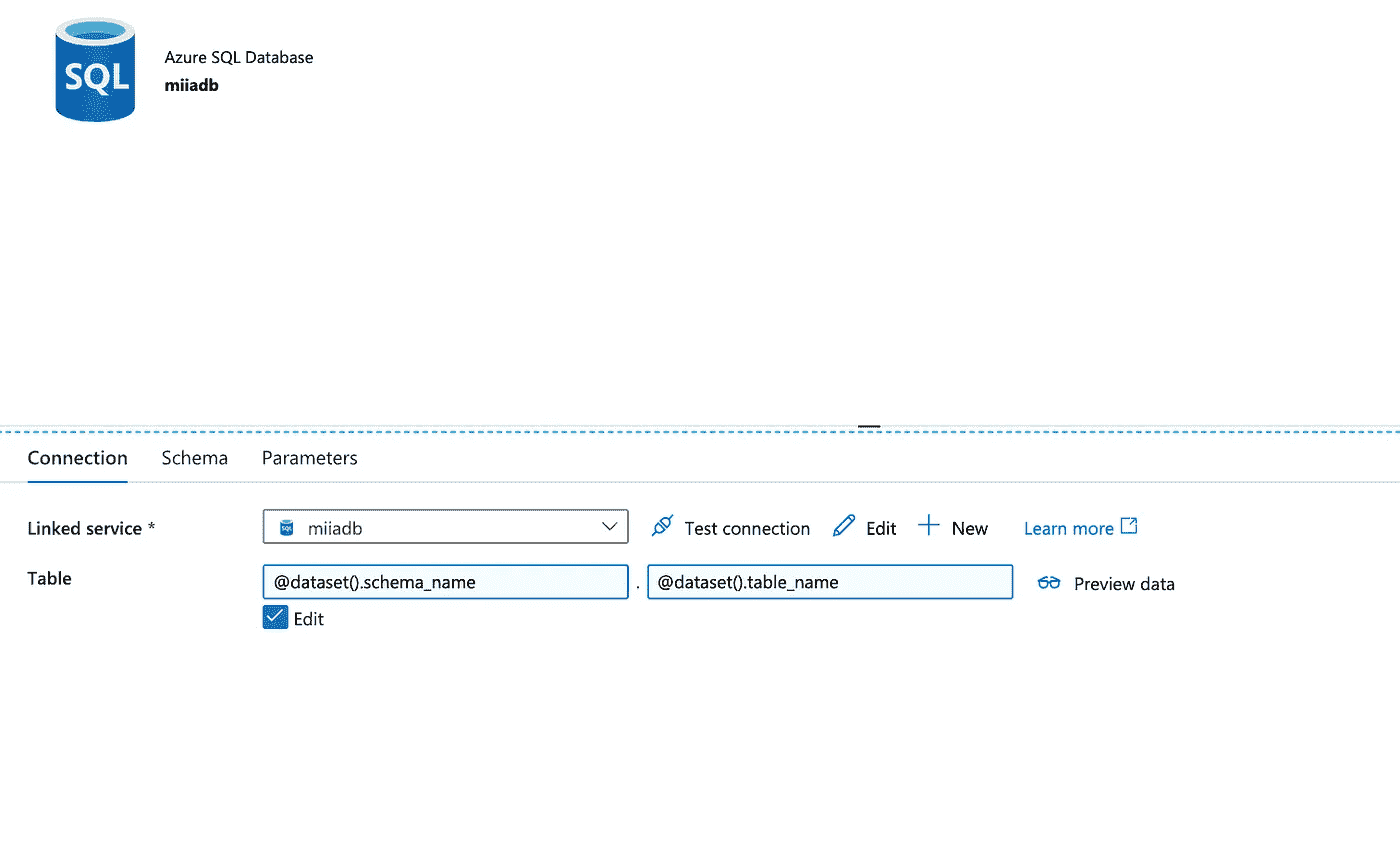 SQL
Azure SQL Database
miiadb
Connection Schema Parameters
Linked service * SQL miiadb Test connection Edit New Learn more
Table @dataset().schema_name . @dataset().table_name Preview data
Edit